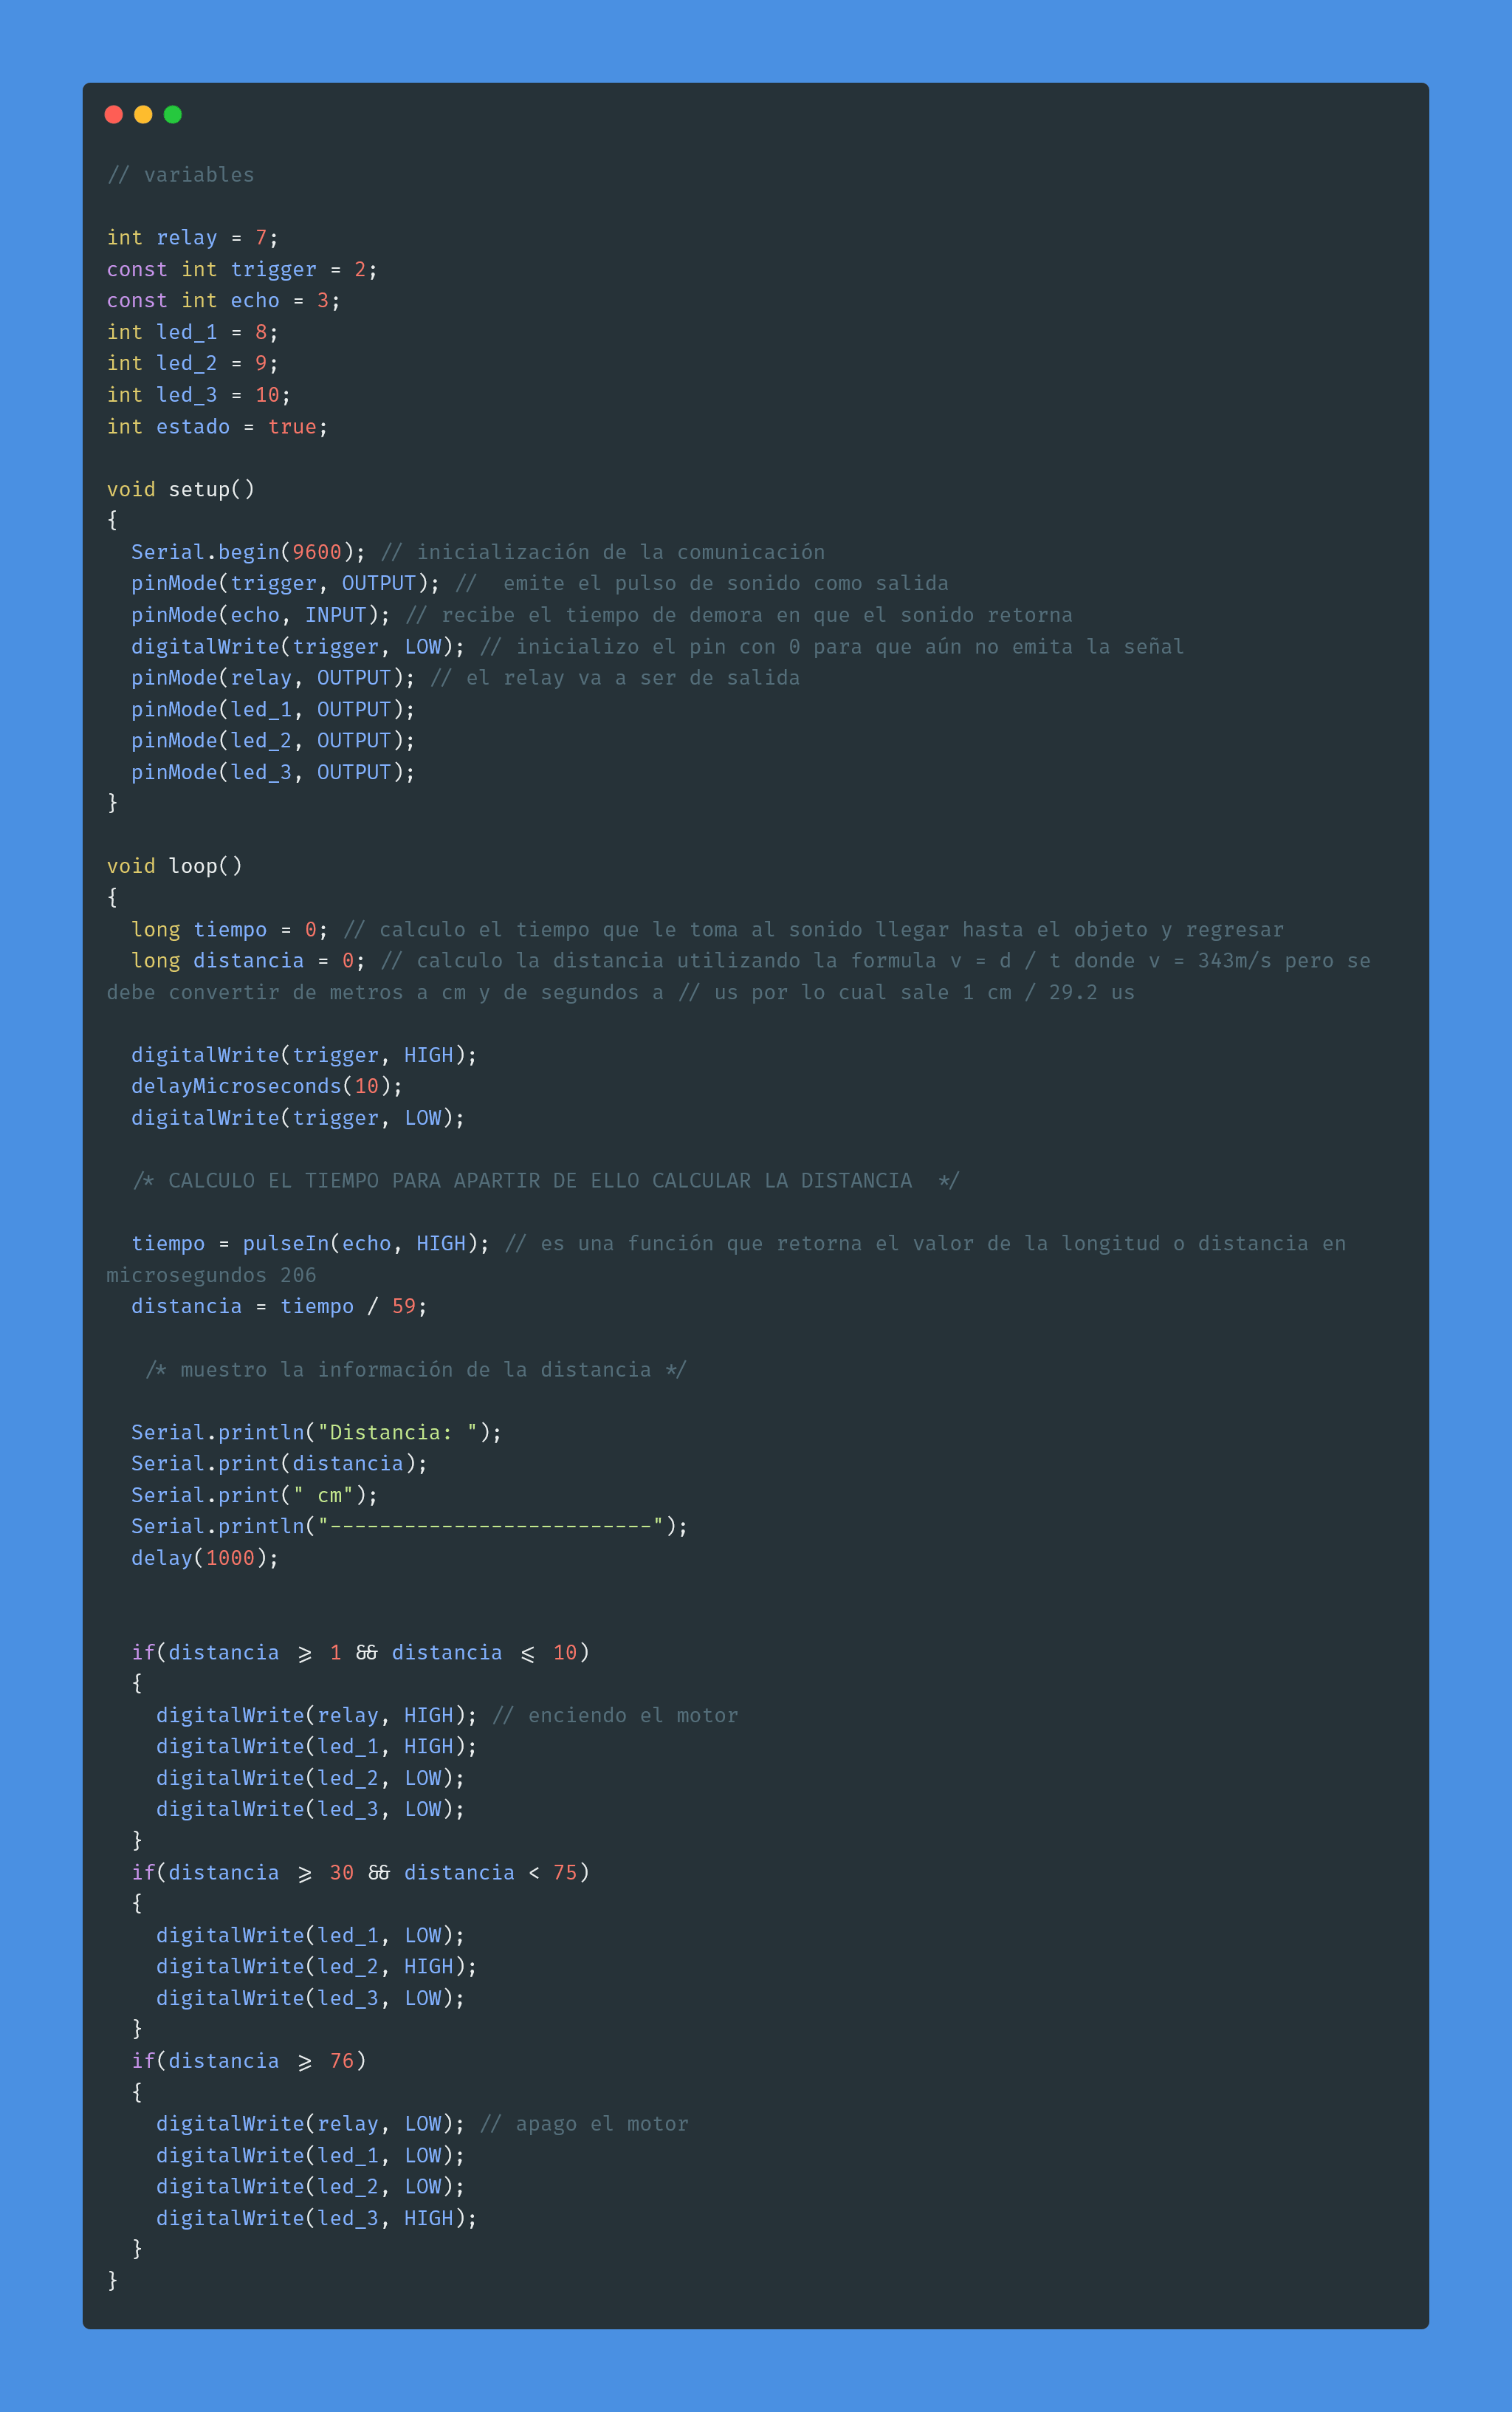 // variables
int relay = 7;
const int trigger = 2;
const int echo = 3;
int led_1 = 8;
int led_2 = 9;
int led_3 = 10;
int estado = true;
void setup()
{
  Serial.begin(9600); // inicialización de la comunicación
  pinMode(trigger, OUTPUT); //  emite el pulso de sonido como salida
  pinMode(echo, INPUT); // recibe el tiempo de demora en que el sonido retorna
  digitalWrite(trigger, LOW); // inicializo el pin con 0 para que aún no emita la señal
  pinMode(relay, OUTPUT); // el relay va a ser de salida
  pinMode(led_1, OUTPUT);
  pinMode(led_2, OUTPUT);
  pinMode(led_3, OUTPUT);
}
void loop()
{
  long tiempo = 0; // calculo el tiempo que le toma al sonido llegar hasta el objeto y regresar
  long distancia = 0; // calculo la distancia utilizando la formula v = d / t donde v = 343m/s pero se
debe convertir de metros a cm y de segundos a // us por lo cual sale 1 cm / 29.2 us
  digitalWrite(trigger, HIGH);
  delayMicroseconds(10);
  digitalWrite(trigger, LOW);
  /* CALCULO EL TIEMPO PARA APARTIR DE ELLO CALCULAR LA DISTANCIA  */
  tiempo = pulseIn(echo, HIGH); // es una función que retorna el valor de la longitud o distancia en
microsegundos 206
  distancia = tiempo / 59;
   /* muestro la información de la distancia */
  Serial.println("Distancia: ");
  Serial.print(distancia);
  Serial.print(" cm");
  Serial.println("--------------------------");
  delay(1000);
  if(distancia >= 1 && distancia <= 10)
  {
    digitalWrite(relay, HIGH); // enciendo el motor
    digitalWrite(led_1, HIGH);
    digitalWrite(led_2, LOW);
    digitalWrite(led_3, LOW);
  }
  if(distancia >= 30 && distancia < 75)
  {
    digitalWrite(led_1, LOW);
    digitalWrite(led_2, HIGH);
    digitalWrite(led_3, LOW);
  }
  if(distancia >= 76)
  {
    digitalWrite(relay, LOW); // apago el motor
    digitalWrite(led_1, LOW);
    digitalWrite(led_2, LOW);
    digitalWrite(led_3, HIGH);
  }
}